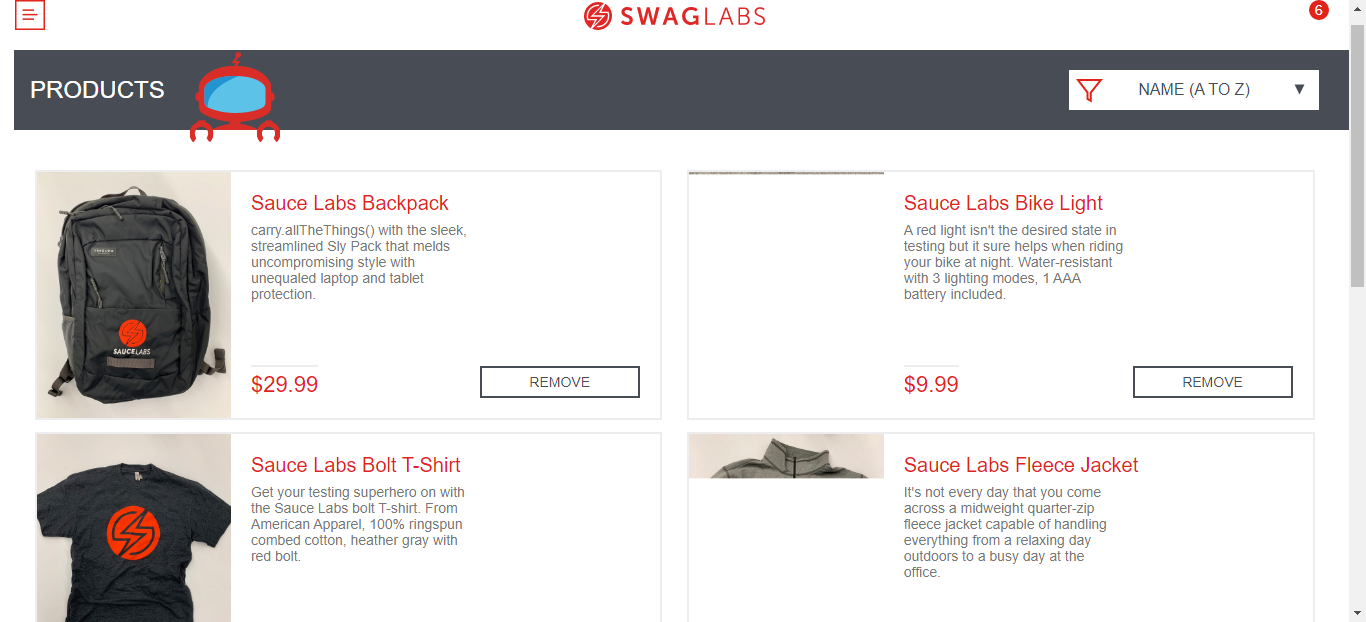 SWAGLABS
6
PRODUCTS
NAME (A TO Z)
Sauce Labs Backpack
carry.allTheThings() with the sleek,
streamlined Sly Pack that melds
uncompromising style with
unequaled laptop and tablet
protection.
SAUCELABS
$29.99
REMOVE
Sauce Labs Bike Light
A red light isn't the desired state in
testing but it sure helps when riding
your bike at night. Water-resistant
with 3 lighting modes, 1 AAA
battery included.
$9.99
REMOVE
Sauce Labs Bolt T-Shirt
Get your testing superhero on with
the Sauce Labs bolt T-shirt. From
American Apparel, 100% ringspun
combed cotton, heather gray with
red bolt.
Sauce Labs Fleece Jacket
It's not every day that you come
across a midweight quarter-zip
fleece jacket capable of handling
everything from a relaxing day
outdoors to a busy day at the
office.